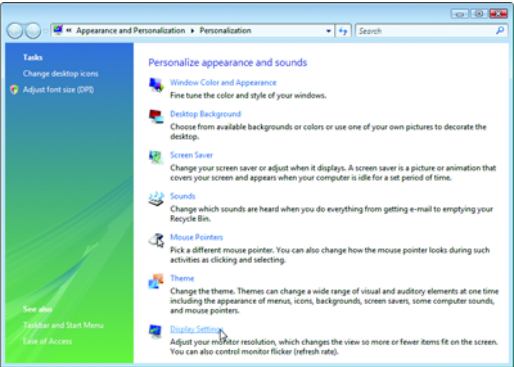 « Appearance and Personalization ▸ Personalization
Search
Tasks
Change desktop icons
Adjust font size (DPI)
Personalize appearance and sounds
Window Color and Appearance
Fine tune the color and style of your windows.
Desktop Background
Choose from available backgrounds or colors or use one of your own pictures to decorate the
desktop.
Screen Saver
Change your screen saver or adjust when it displays. A screen saver is a picture or animation that
covers your screen and appears when your computer is idle for a set period of time.
Sounds
Change which sounds are heard when you do everything from getting e-mail to emptying your
Recycle Bin.
Mouse Pointers
Pick a different mouse pointer. You can also change how the mouse pointer looks during such
activities as clicking and selecting.
Theme
Change the theme. Themes can change a wide range of visual and auditory elements at one time
including the appearance of menus, icons, backgrounds, screen savers, some computer sounds,
and mouse pointers.
Display Settings
Adjust your monitor resolution, which changes the view so more or fewer items fit on the screen.
You can also control monitor flicker (refresh rate).
See also
Taskbar and Start Menu
Ease of Access